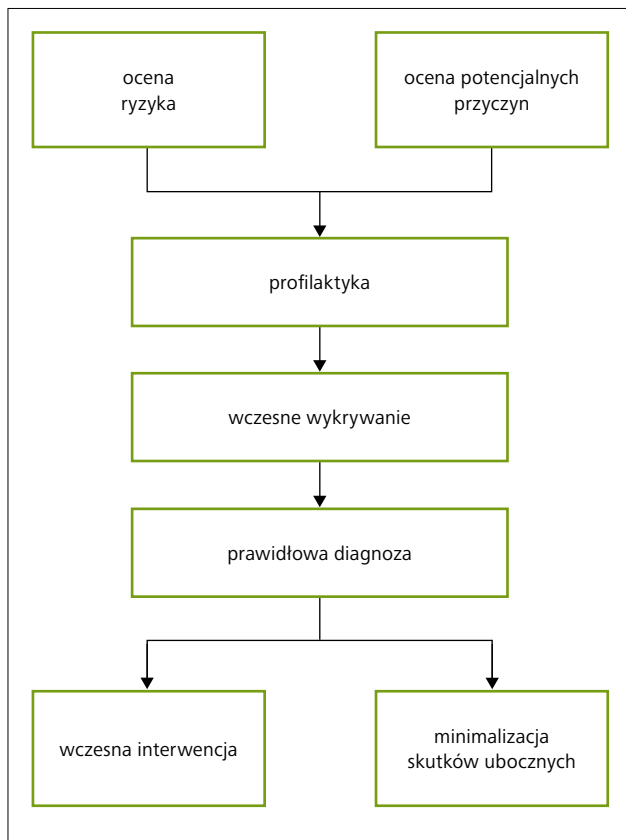 ocena
ryzyka
ocena potencjalnych
przyczyn
profilaktyka
wczesne wykrywanie
prawidłowa diagnoza
wczesna interwencja
minimalizacja
skutków ubocznych